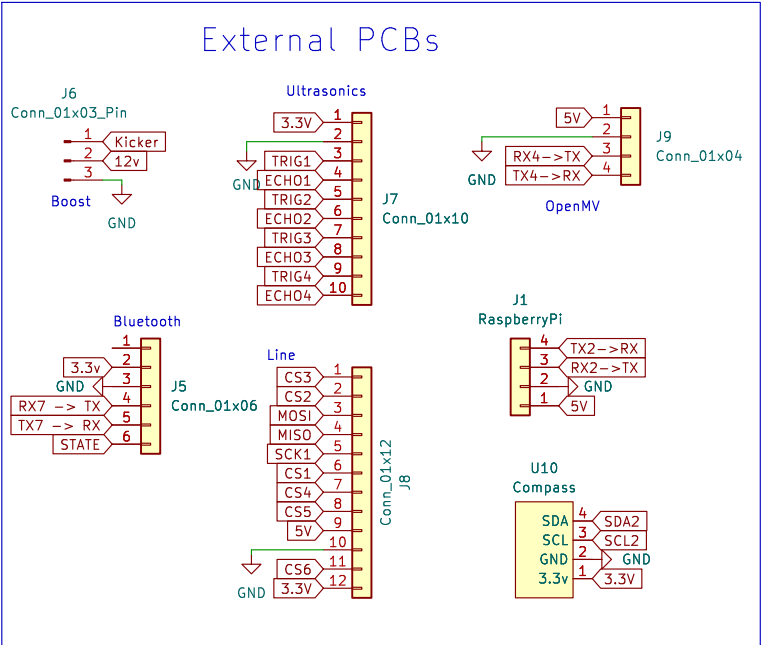 External PCBs
J6
Conn_01x03_Pin
1 Kicker
2 12v
3
GND
Boost
Ultrasonics
3.3V 1
2
GND
TRIG1 3
ECHO1 4
TRIG2 5
ECHO2 6
TRIG3 7
ECHO3 8
TRIG4 9
ECHO4 10
J7
Conn_01x10
5V 1
2
GND
RX4->TX 3
TX4->RX 4
J9
Conn_01x04
OpenMV
Bluetooth
1
3.3v 2
GND 3
RX7 -> TX 4
TX7 -> RX 5
STATE 6
J5
Conn_01x06
Line
CS3 1
CS2 2
MOSI 3
MISO 4
SCK1 5
CS1 6
CS4 7
CS5 8
5V 9
10
GND
CS6 11
3.3V 12
Conn_01x12
J8
J1
RaspberryPi
4 TX2->RX
3 RX2->TX
2 GND
1 5V
U10
Compass
SDA 4 SDA2
SCL 3 SCL2
GND 2 GND
3.3v 1 3.3V